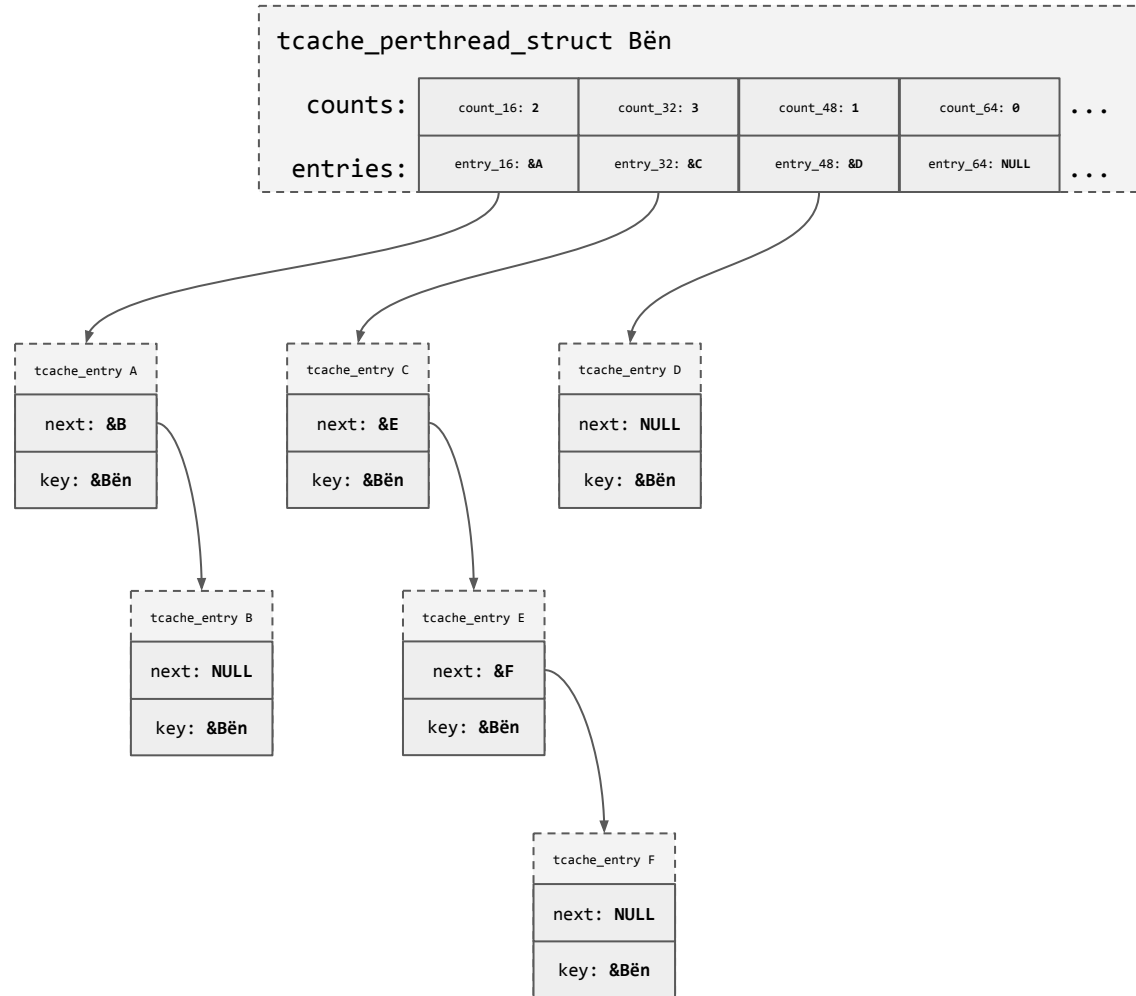 tcache_perthread_struct Bën
counts: count_16: 2 count_32: 3 count_48: 1 count_64: 0 ...
entries: entry_16: &A entry_32: &C entry_48: &D entry_64: NULL ...
tcache_entry A
next: &B
key: &Bën
tcache_entry C
next: &E
key: &Bën
tcache_entry D
next: NULL
key: &Bën
tcache_entry B
next: NULL
key: &Bën
tcache_entry E
next: &F
key: &Bën
tcache_entry F
next: NULL
key: &Bën